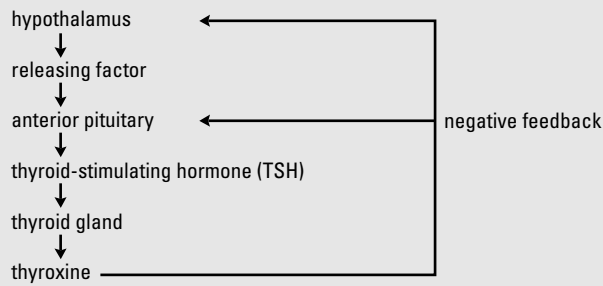 hypothalamus
releasing factor
anterior pituitary
negative feedback
thyroid-stimulating hormone (TSH)
thyroid gland
thyroxine